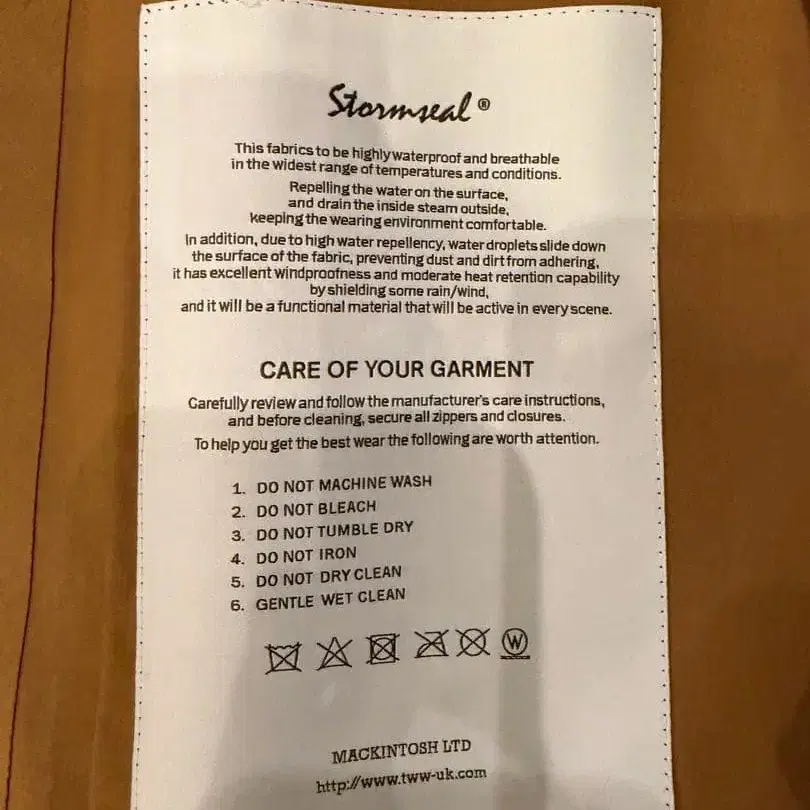 Stormseal®
This fabrics to be highly waterproof and breathable
in the widest range of temperatures and conditions.
Repelling the water on the surface,
and drain the inside steam outside,
keeping the wearing environment comfortable.
In addition, due to high water repellency, water droplets slide down
the surface of the fabric, preventing dust and dirt from adhering,
it has excellent windproofness and moderate heat retention capability
by shielding some rain/wind,
and it will be a functional material that will be active in every scene.
CARE OF YOUR GARMENT
Carefully review and follow the manufacturer's care instructions,
and before cleaning, secure all zippers and closures.
To help you get the best wear the following are worth attention.
1. DO NOT MACHINE WASH
2. DO NOT BLEACH
3. DO NOT TUMBLE DRY
4. DO NOT IRON
5. DO NOT DRY CLEAN
6. GENTLE WET CLEAN
W
MACKINTOSH LTD
http://www.tww-uk.com